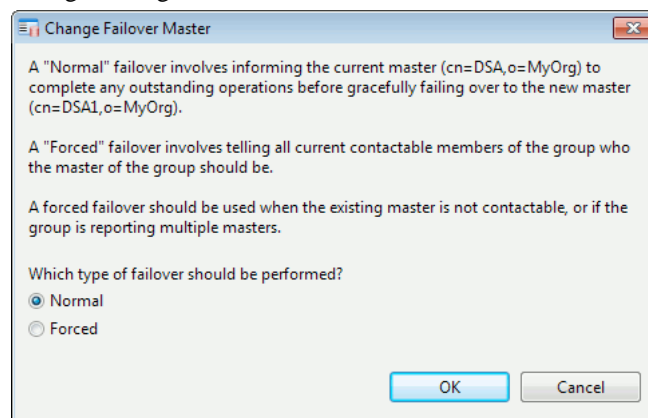 Change Failover Master
A "Normal" failover involves informing the current master (cn=DSA,o=MyOrg) to
complete any outstanding operations before gracefully failing over to the new master
(cn=DSA1,o=MyOrg).
A "Forced" failover involves telling all current contactable members of the group who
the master of the group should be.
A forced failover should be used when the existing master is not contactable, or if the
group is reporting multiple masters.
Which type of failover should be performed?
Normal
Forced
OK Cancel